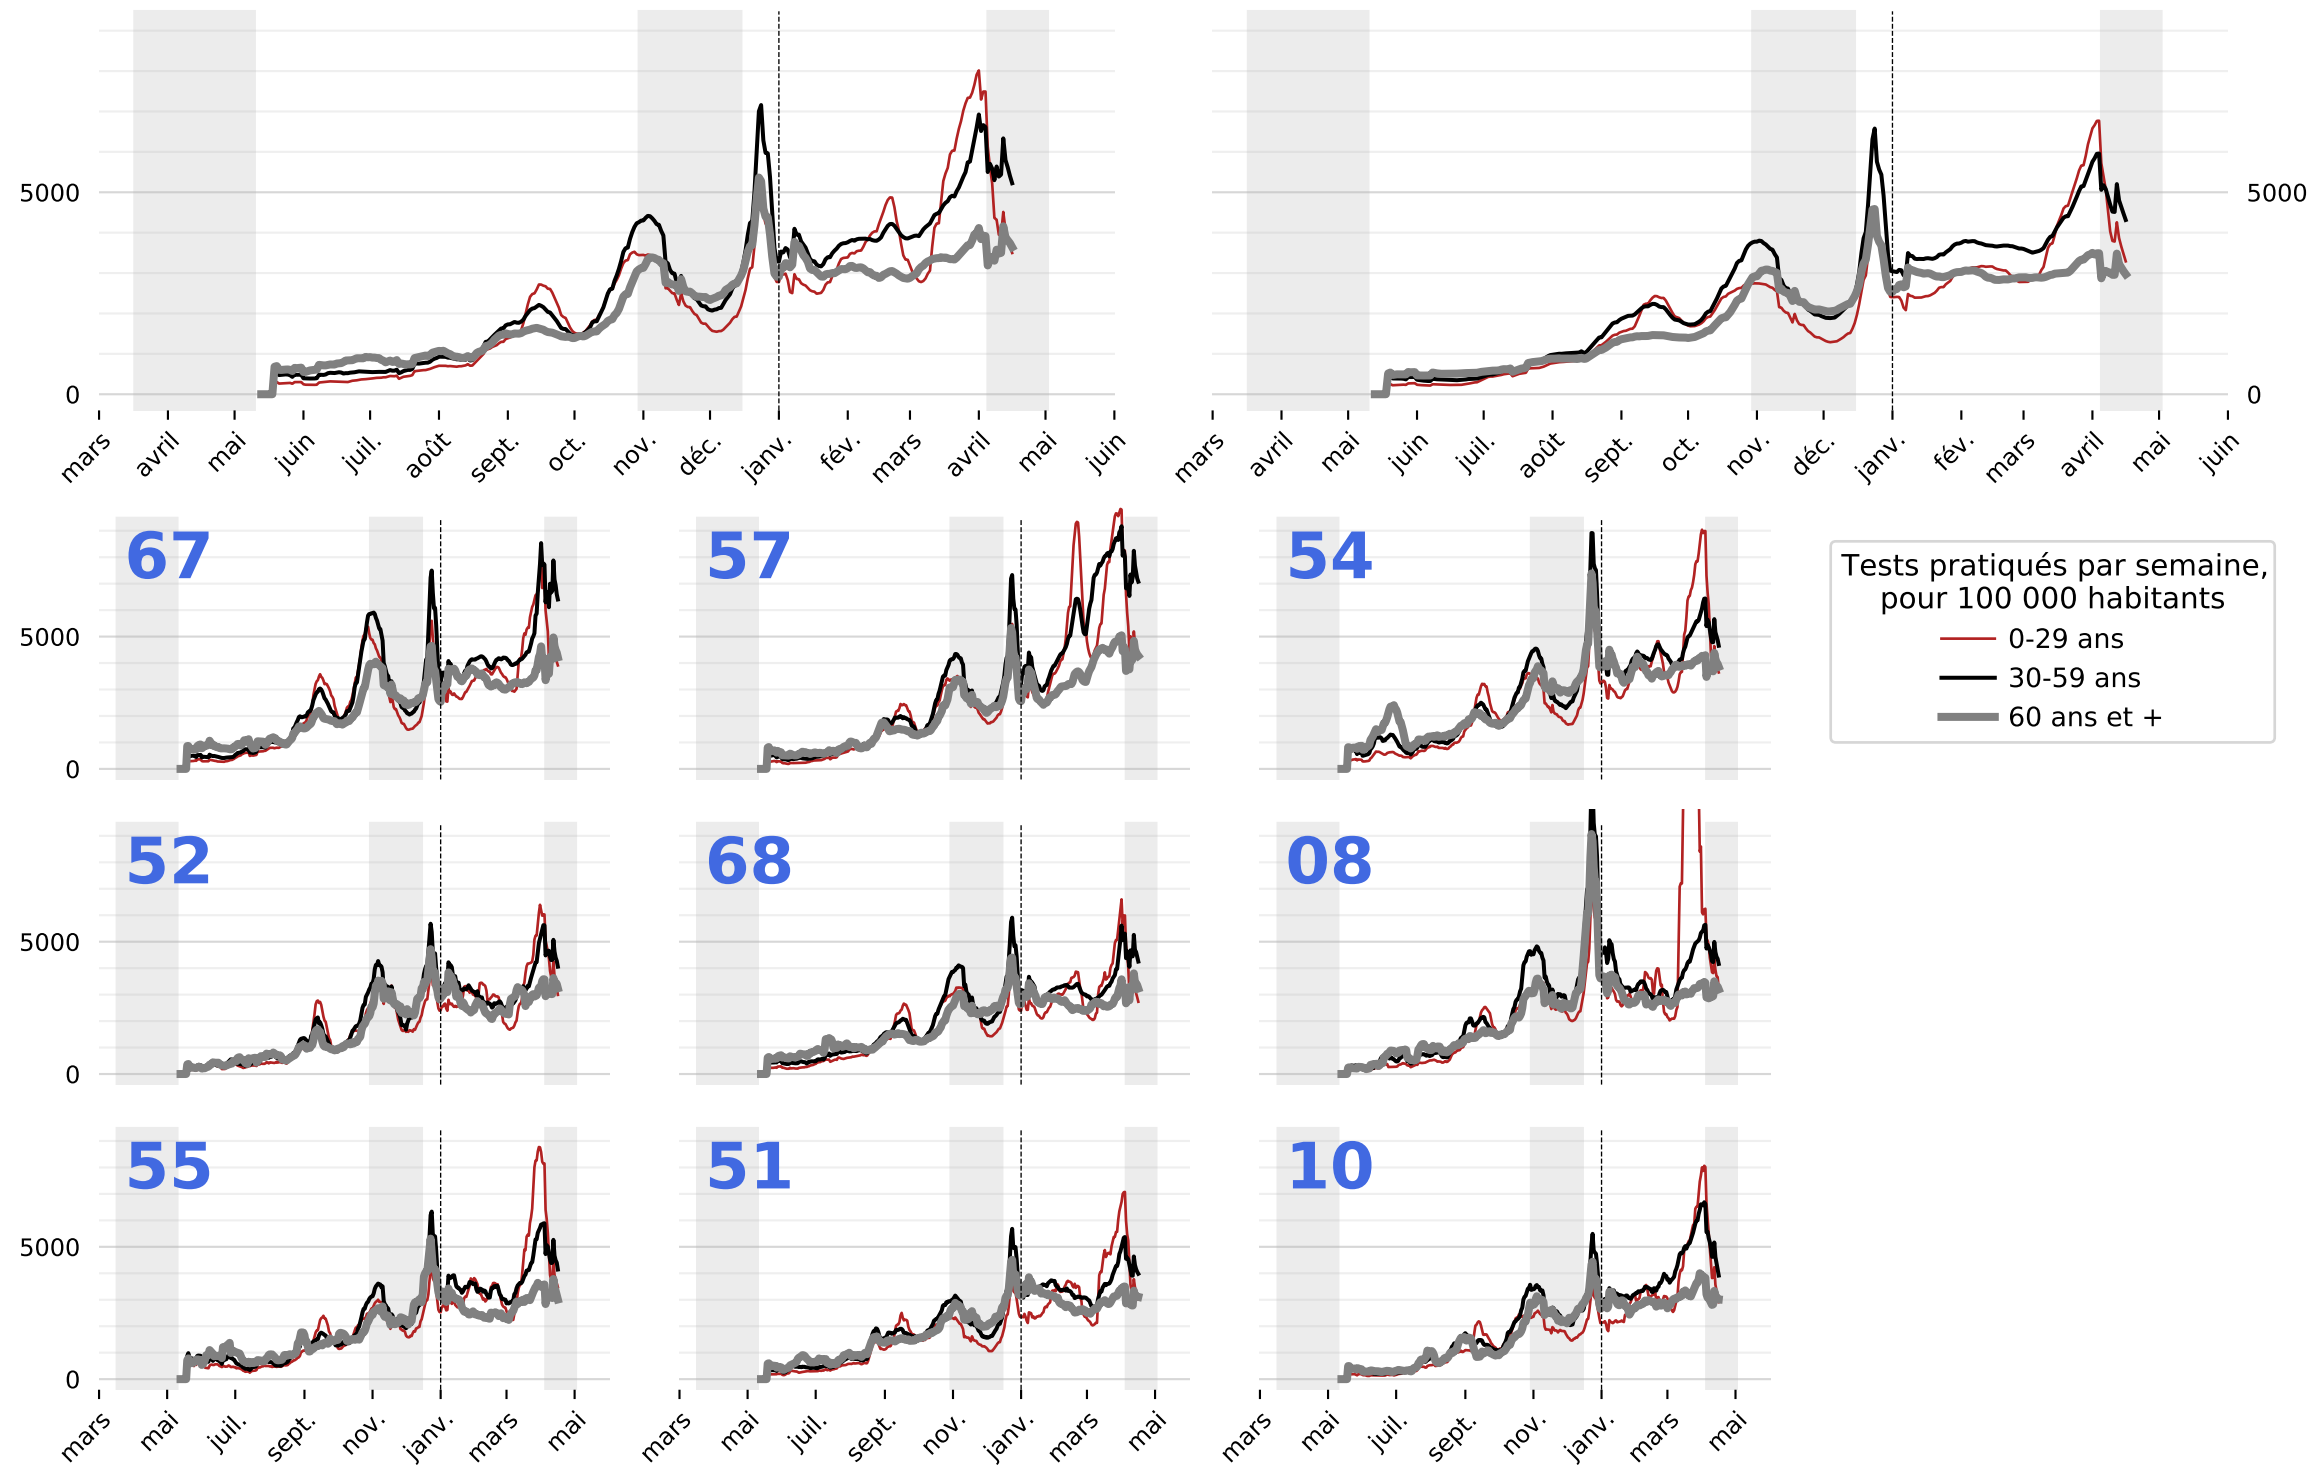 5000
0
mars avril mai juin juil. août sept. oct. nov. déc. janv. fév. mars avril mai juin
5000
0
mars avril mai juin juil. août sept. oct. nov. déc. janv. fév. mars avril mai juin
67
5000
0
57
54
Tests pratiqués par semaine,
pour 100 000 habitants
0-29 ans
30-59 ans
60 ans et +
52
5000
0
68
08
55
5000
0
51
10
mars mai juil. sept. nov. janv. mars mai
mars mai juil. sept. nov. janv. mars mai
mars mai juil. sept. nov. janv. mars mai